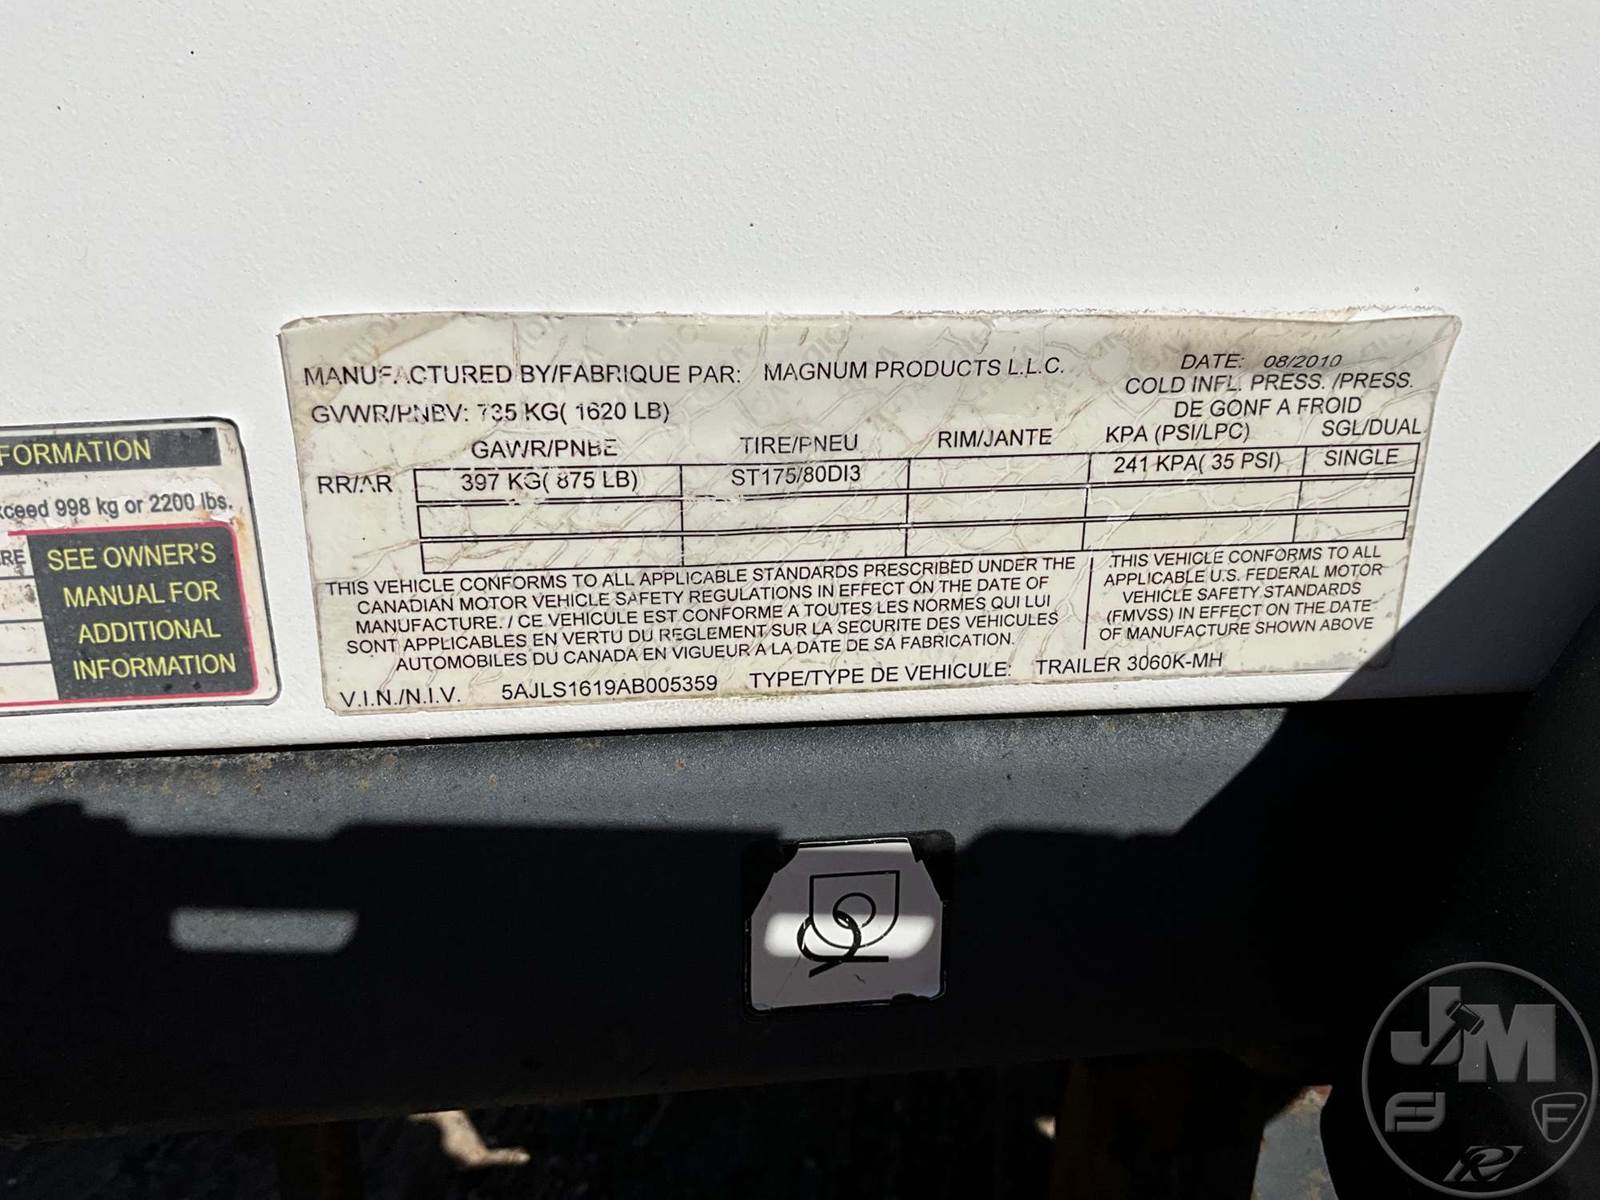 MANUFACTURED BY/FABRIQUE PAR: MAGNUM PRODUCTS L.L.C.
DATE: 08/2010
GVWR/PNBV: 735 KG( 1620 LB)
COLD INFL. PRESS. /PRESS.
DE GONF A FROID
GAWR/PNBE TIRE/PNEU RIM/JANTE KPA (PSI/LPC) SGL/DUAL
RR/AR 397 KG( 875 LB) ST175/80DI3 241 KPA( 35 PSI) SINGLE
THIS VEHICLE CONFORMS TO ALL APPLICABLE STANDARDS PRESCRIBED UNDER THE
CANADIAN MOTOR VEHICLE SAFETY REGULATIONS IN EFFECT ON THE DATE OF
MANUFACTURE. / CE VEHICULE EST CONFORME A TOUTES LES NORMES QUI LUI
SONT APPLICABLES EN VERTU DU REGLEMENT SUR LA SECURITE DES VEHICULES
AUTOMOBILES DU CANADA EN VIGUEUR A LA DATE DE SA FABRICATION.
.THIS VEHICLE CONFORMS TO ALL
APPLICABLE U.S. FEDERAL MOTOR
VEHICLE SAFETY STANDARDS
(FMVSS) IN EFFECT ON THE DATE
OF MANUFACTURE SHOWN ABOVE
V.I.N./N.I.V. 5AJLS1619AB005359 TYPE/TYPE DE VEHICULE: TRAILER 3060K-MH
FORMATION
xceed 998 kg or 2200 lbs.
SEE OWNER'S
MANUAL FOR
ADDITIONAL
INFORMATION
JM
F